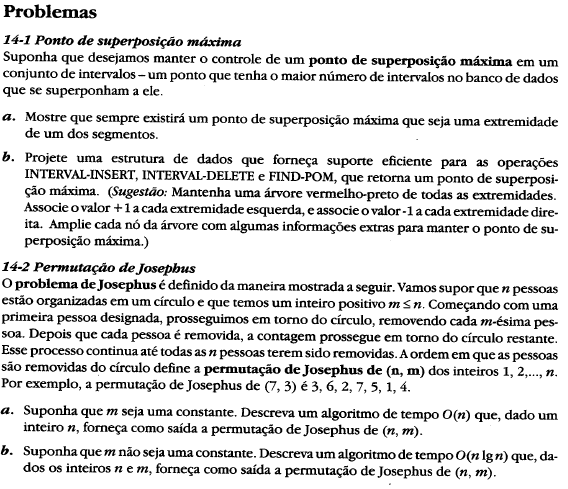 Problemas
14-1 Ponto de superposição máxima
Suponha que desejamos manter o controle de um ponto de superposição máxima em um
conjunto de intervalos – um ponto que tenha o maior número de intervalos no banco de dados
que se superponham a ele.
a. Mostre que sempre existirá um ponto de superposição máxima que seja uma extremidade
de um dos segmentos.
b. Projete uma estrutura de dados que forneça suporte eficiente para as operações
INTERVAL-INSERT, INTERVAL-DELETE e FIND-POM, que retorna um ponto de superposi-
ção máxima. (Sugestão: Mantenha uma árvore vermelho-preto de todas as extremidades.
Associe o valor +1 a cada extremidade esquerda, e associe o valor -1 a cada extremidade direi-
ita. Amplie cada nó da árvore com algumas informações extras para manter o ponto de su-
perposição máxima.)
14-2 Permutação de Josephus
O problema de Josephus é definido da maneira mostrada a seguir. Vamos supor que n pessoas
estão organizadas em um círculo e que temos um inteiro positivo m ≤ n. Começando com uma
primeira pessoa designada, prosseguimos em torno do círculo, removendo cada m-ésima pes-
soa. Depois que cada pessoa é removida, a contagem prossegue em torno do círculo restante.
Esse processo continua até todas as n pessoas terem sido removidas. A ordem em que as pessoas
são removidas do círculo define a permutação de Josephus de (n, m) dos inteiros 1, 2,..., n.
Por exemplo, a permutação de Josephus de (7, 3) é 3, 6, 2, 7, 5, 1, 4.
a. Suponha que m seja uma constante. Descreva um algoritmo de tempo O(n) que, dado um
inteiro n, forneça como saída a permutação de Josephus de (n, m).
b. Suponha que m não seja uma constante. Descreva um algoritmo de tempo O(n lg n) que, da-
dos os inteiros n e m, forneça como saída a permutação de Josephus de (n, m).